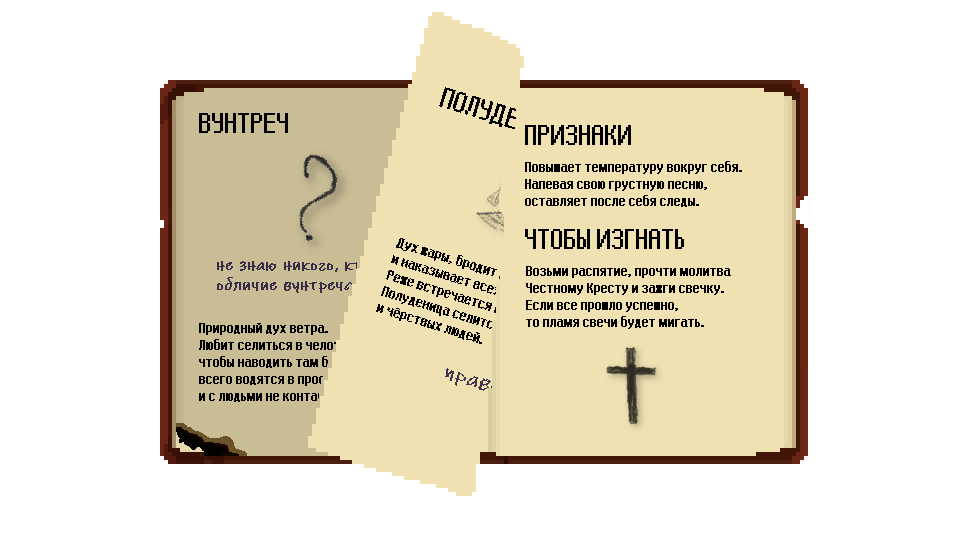 ВУНТРЕЧ
не знаю никого, к
обличие вунтреча
Природный дух ветра.
Любит селиться в чело
чтобы наводить там б
всего водятся в прос
и с людьми не конта
ПОЛУДЕ
Дух жары. Бродит
и наказывает всех
Реже встречается
Полуденица селитс
и чёрствых людей.
нрав
ПРИЗНАКИ
Повышает температуру вокруг себя.
Напевая свою грустную песню,
оставляет после себя следы.
ЧТОБЫ ИЗГНАТЬ
Возьми распятие, прочти молитва
Честному Кресту и зажги свечку.
Если все прошло успешно,
то пламя свечи будет мигать.